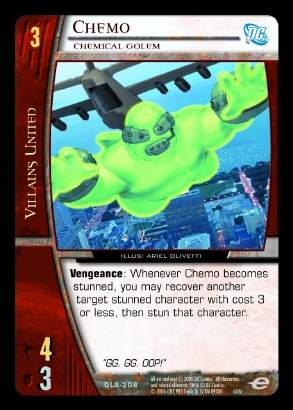 3
CHEMO
CHEMICAL GOLEM
DC
VILLAINS UNITED
ILLUS: ARIEL OLIVETTI
Vengeance: Whenever Chemo becomes
stunned, you may recover another
target stunned character with cost 3
or less, then stun that character.
4
3
"GG. GG. OOP!"
DLS-208